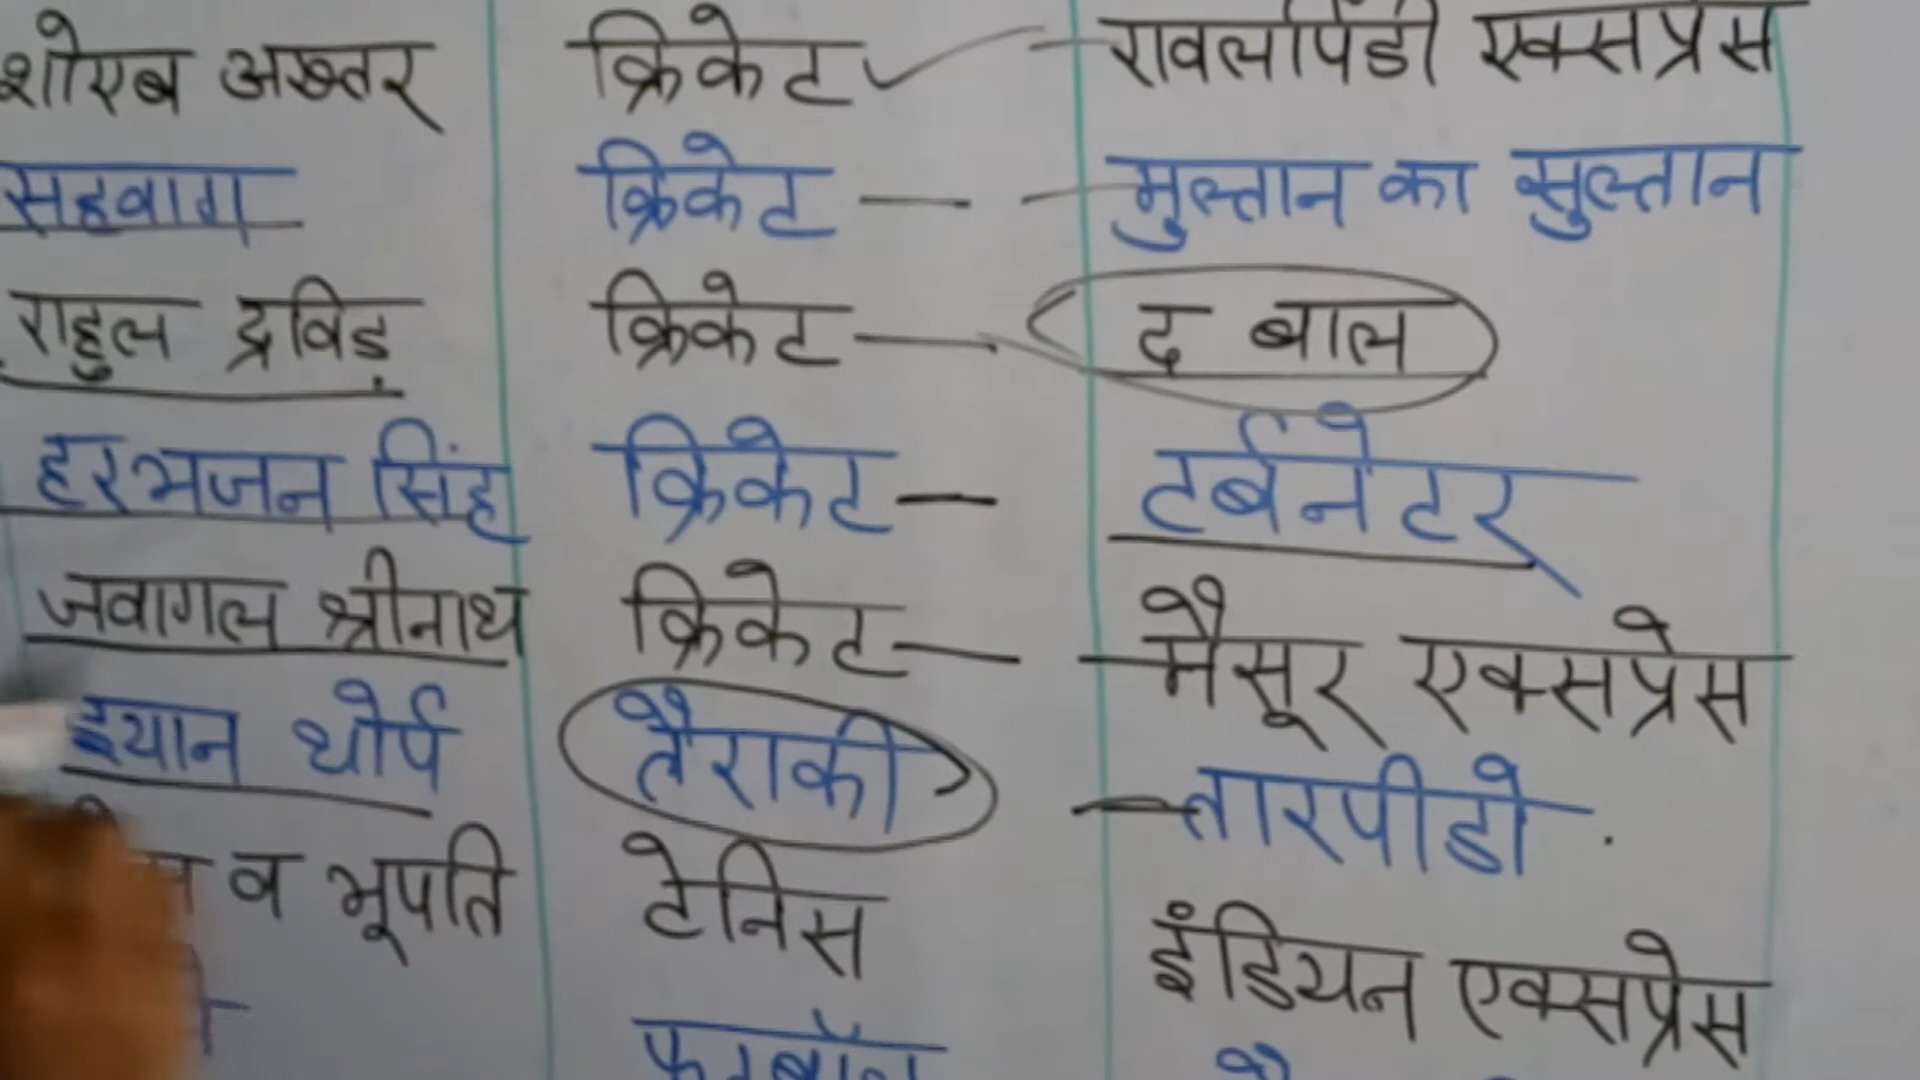 शोएब अख्तर क्रिकेट रावलपिंडी एक्सप्रेस
सहवाग क्रिकेट मुल्तान का सुल्तान
राहुल द्रविड़ क्रिकेट द बाल
हरभजन सिंह क्रिकेट टर्बनेटर
जवागल श्रीनाथ क्रिकेट मैसूर एक्सप्रेस
इयान थोर्प तैराकी तारपीडो
व भूपति टेनिस इंडियन एक्सप्रेस